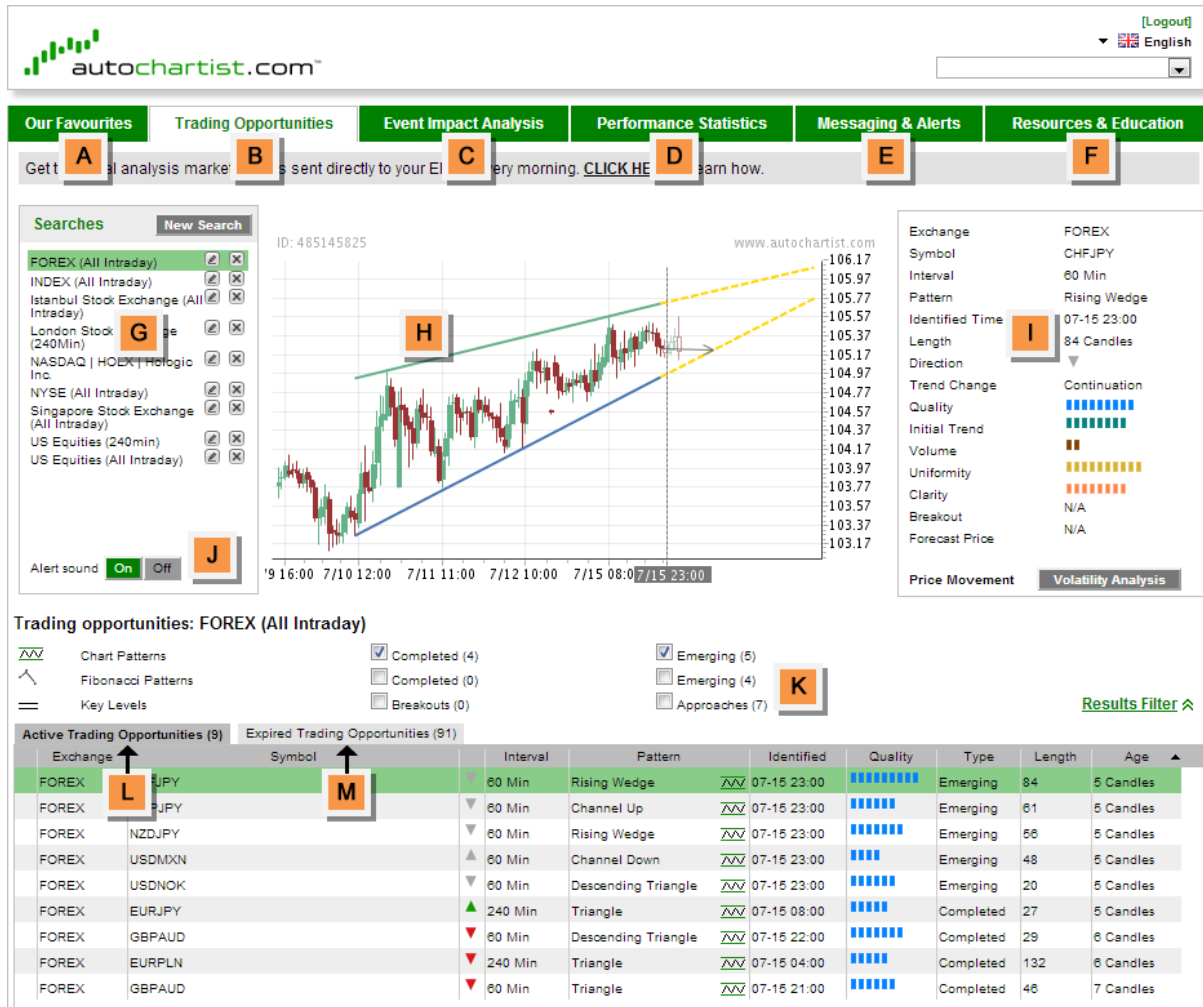 [Logout]
English
autochartist.com™
Our Favourites Trading Opportunities Event Impact Analysis Performance Statistics Messaging & Alerts Resources & Education
A B C D E F
Get t al analysis marke s sent directly to your E very morning. CLICK HE earn how.
Searches New Search
FOREX (All Intraday)
INDEX (All Intraday)
Istanbul Stock Exchange (All
Intraday)
London Stock ge
(240Min)
G
NASDAQ | HOLX | Hologic
Inc.
NYSE (All Intraday)
Singapore Stock Exchange
(All Intraday)
US Equities (240min)
US Equities (All Intraday)
J
Alert sound On Off
ID: 485145825 www.autochartist.com
H
106.17
105.97
105.77
105.57
105.37
105.17
104.97
104.77
104.57
104.37
104.17
103.97
103.77
103.57
103.37
103.17
'9 16:00 7/10 12:00 7/11 11:00 7/12 10:00 7/15 08:0 7/15 23:00
Exchange FOREX
Symbol CHFJPY
Interval 60 Min
Pattern Rising Wedge
Identified Time 07-15 23:00
I
Length 84 Candles
Direction
Trend Change Continuation
Quality
Initial Trend
Volume
Uniformity
Clarity
Breakout N/A
Forecast Price N/A
Price Movement Volatility Analysis
Trading opportunities: FOREX (All Intraday)
Chart Patterns Completed (4) Emerging (5)
Fibonacci Patterns Completed (0) Emerging (4)
K
Key Levels Breakouts (0) Approaches (7) Results Filter
Active Trading Opportunities (9) Expired Trading Opportunities (91)
Exchange Symbol Interval Pattern Identified Quality Type Length Age
L M
FOREX FJPY 60 Min Rising Wedge 07-15 23:00 Emerging 84 5 Candles
FOREX PJPY 60 Min Channel Up 07-15 23:00 Emerging 61 5 Candles
FOREX NZDJPY 60 Min Rising Wedge 07-15 23:00 Emerging 56 5 Candles
FOREX USDMXN 60 Min Channel Down 07-15 23:00 Emerging 48 5 Candles
FOREX USDNOK 60 Min Descending Triangle 07-15 23:00 Emerging 20 5 Candles
FOREX EURJPY 240 Min Triangle 07-15 08:00 Completed 27 5 Candles
FOREX GBPAUD 60 Min Descending Triangle 07-15 22:00 Completed 29 6 Candles
FOREX EURPLN 240 Min Triangle 07-15 04:00 Completed 132 6 Candles
FOREX GBPAUD 60 Min Triangle 07-15 21:00 Completed 46 7 Candles